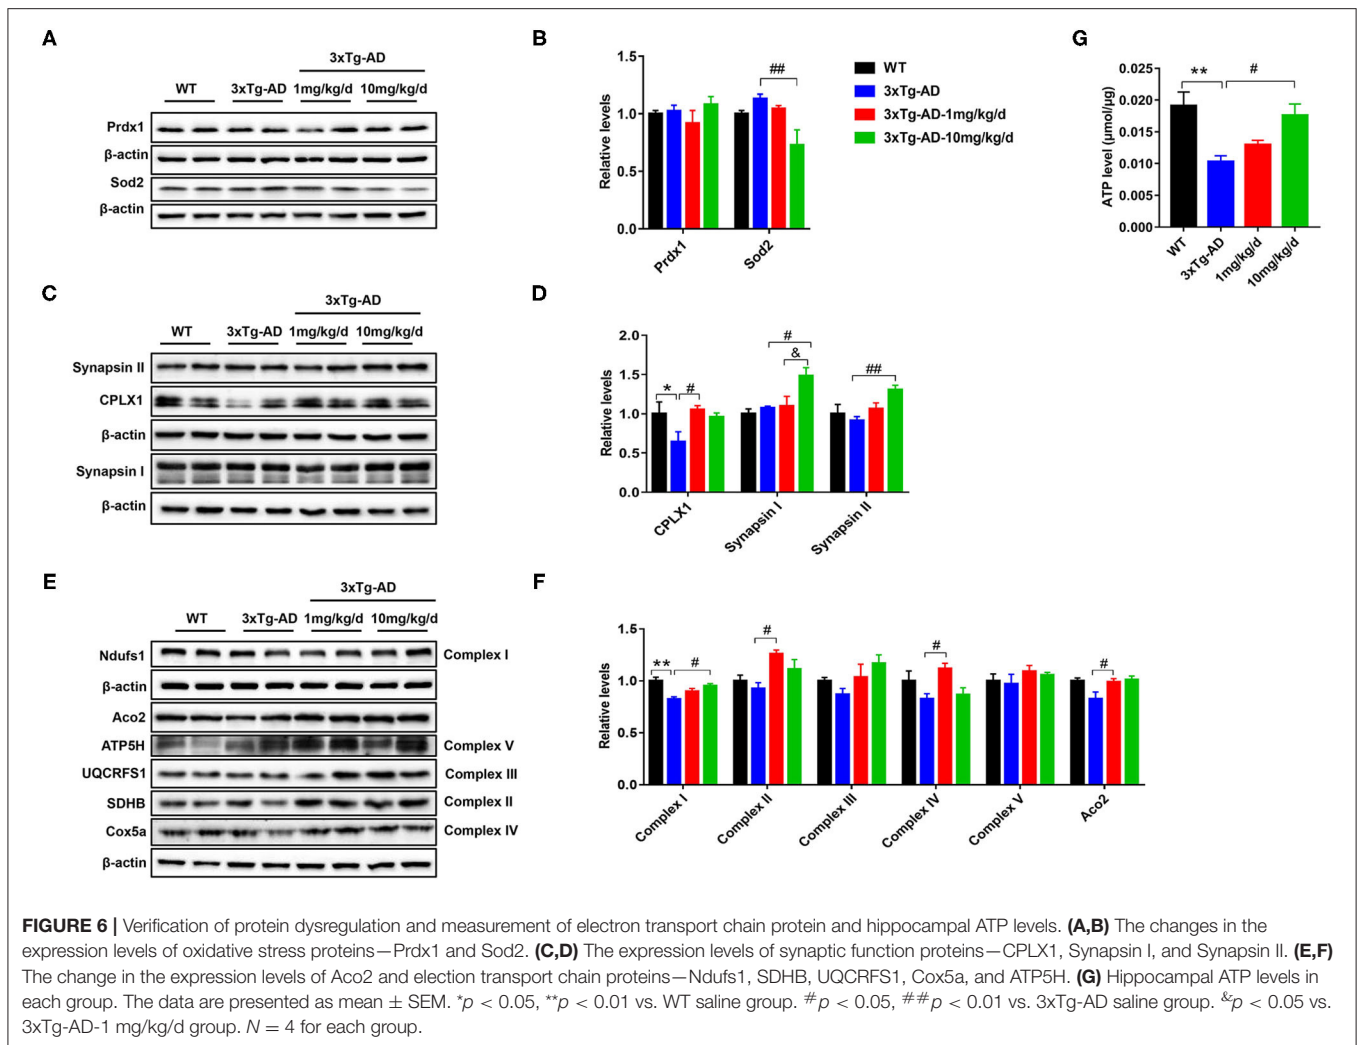 A
3xTg-AD
WT 3xTg-AD 1mg/kg/d 10mg/kg/d
Prdx1
β-actin
Sod2
β-actin
B
1.5
1.0
0.5
0.0
Relative levels
##
Prdx1
Sod2
WT
3xTg-AD
3xTg-AD-1mg/kg/d
3xTg-AD-10mg/kg/d
G
0.025
0.020
0.015
0.010
0.005
0.000
ATP level (μmol/μg)
** #
WT
3xTg-AD
1mg/kg/d
10mg/kg/d
C
3xTg-AD
WT 3xTg-AD 1mg/kg/d 10mg/kg/d
Synapsin II
CPLX1
β-actin
Synapsin I
β-actin
D
2.0
1.5
1.0
0.5
0.0
Relative levels
* #
#
&
##
CPLX1
Synapsin I
Synapsin II
E
3xTg-AD
WT 3xTg-AD 1mg/kg/d 10mg/kg/d
Ndufs1 Complex I
β-actin
Aco2
ATP5H Complex V
UQCRFS1 Complex III
SDHB Complex II
Cox5a Complex IV
β-actin
F
1.5
1.0
0.5
0.0
Relative levels
** #
#
#
#
Complex I
Complex II
Complex III
Complex IV
Complex V
Aco2
FIGURE 6 | Verification of protein dysregulation and measurement of electron transport chain protein and hippocampal ATP levels. (A,B) The changes in the
expression levels of oxidative stress proteins—Prdx1 and Sod2. (C,D) The expression levels of synaptic function proteins—CPLX1, Synapsin I, and Synapsin II. (E,F)
The change in the expression levels of Aco2 and election transport chain proteins—Ndufs1, SDHB, UQCRFS1, Cox5a, and ATP5H. (G) Hippocampal ATP levels in
each group. The data are presented as mean ± SEM. *p < 0.05, **p < 0.01 vs. WT saline group. #p < 0.05, ##p < 0.01 vs. 3xTg-AD saline group. &p < 0.05 vs.
3xTg-AD-1 mg/kg/d group. N = 4 for each group.